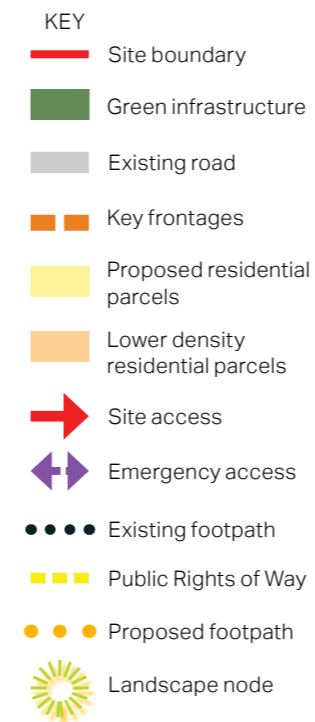 KEY
Site boundary
Green infrastructure
Existing road
Key frontages
Proposed residential
parcels
Lower density
residential parcels
Site access
Emergency access
Existing footpath
Public Rights of Way
Proposed footpath
Landscape node